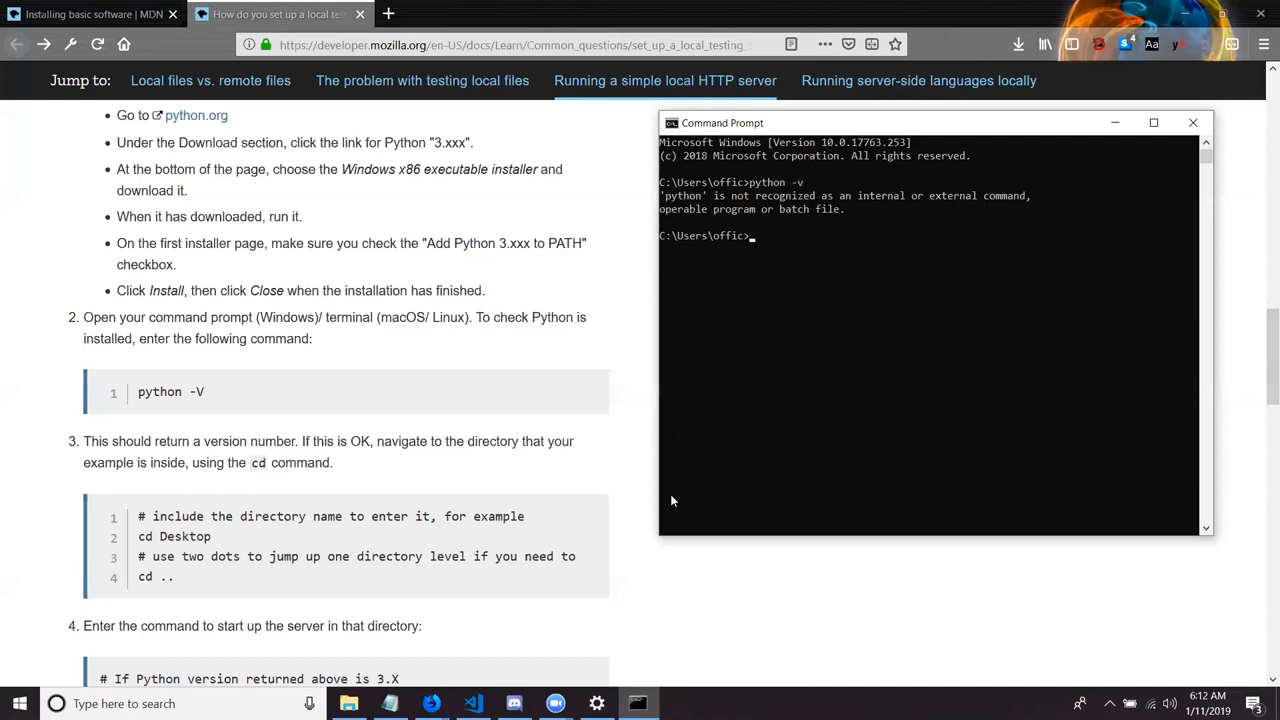 Installing basic software | MDN
How do you set up a local tes
https://developer.mozilla.org/en-US/docs/Learn/Common_questions/set_up_a_local_testing_
4
Aa
Jump to: Local files vs. remote files The problem with testing local files Running a simple local HTTP server Running server-side languages locally
Go to python.org
Under the Download section, click the link for Python "3.xxx".
At the bottom of the page, choose the Windows x86 executable installer and
download it.
When it has downloaded, run it.
On the first installer page, make sure you check the "Add Python 3.xxx to PATH"
checkbox.
Click Install, then click Close when the installation has finished.
2. Open your command prompt (Windows)/ terminal (macOS/ Linux). To check Python is
installed, enter the following command:
1 python -V
3. This should return a version number. If this is OK, navigate to the directory that your
example is inside, using the cd command.
1 # include the directory name to enter it, for example
2 cd Desktop
3 # use two dots to jump up one directory level if you need to
4 cd ..
4. Enter the command to start up the server in that directory:
# If Python version returned above is 3.X
Command Prompt
Microsoft Windows [Version 10.0.17763.253]
(c) 2018 Microsoft Corporation. All rights reserved.
C:\Users\offic>python -v
'python' is not recognized as an internal or external command,
operable program or batch file.
C:\Users\offic>
Type here to search
6:12 AM
1/11/2019
3